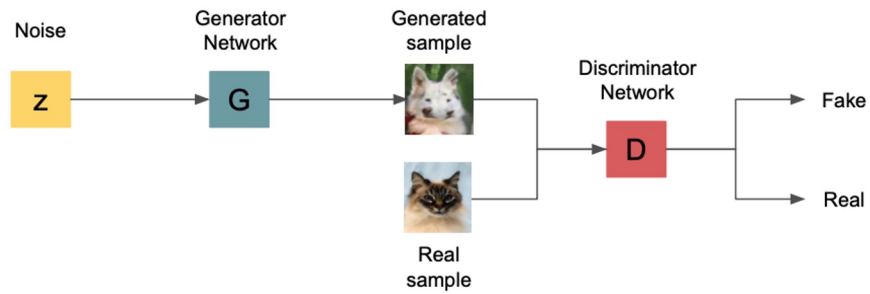 Noise
z
Generator
Network
G
Generated
sample
Real
sample
Discriminator
Network
D
Fake
Real